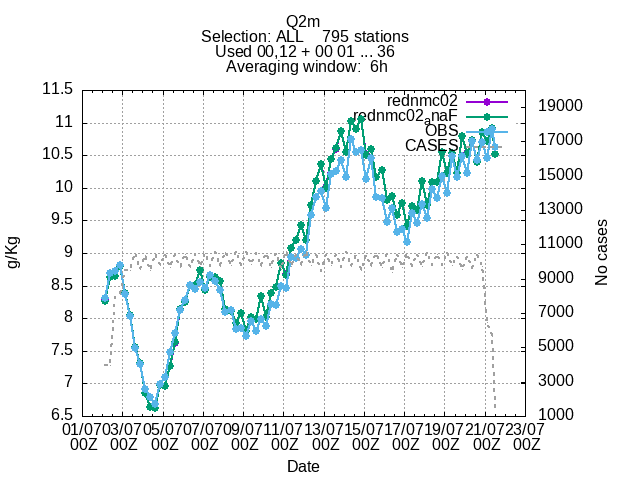 Q2m
Selection: ALL 795 stations
Used 00,12 + 00 01 ... 36
Averaging window: 6h
rednmc02
rednmc02_anaF
OBS
CASES
11.5
11
10.5
10
9.5
9
8.5
8
7.5
7
6.5
g/Kg
19000
17000
15000
13000
11000
9000
7000
5000
3000
1000
No cases
01/07 03/07 05/07 07/07 09/07 11/07 13/07 15/07 17/07 19/07 21/07 23/07
00Z 00Z 00Z 00Z 00Z 00Z 00Z 00Z 00Z 00Z 00Z 00Z
Date